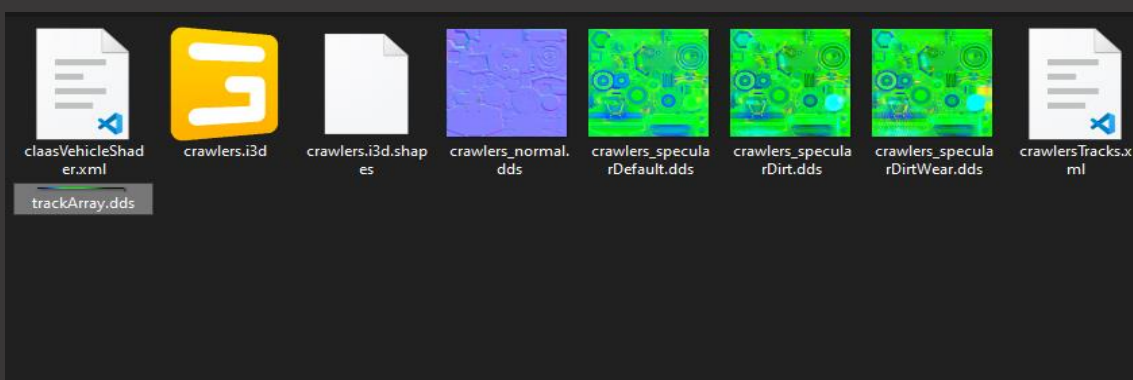 claasVehicleShad
er.xml
crawlers.i3d
crawlers.i3d.shap
es
crawlers_normal.
dds
crawlers_specula
rDefault.dds
crawlers_specula
rDirt.dds
crawlers_specula
rDirtWear.dds
crawlersTracks.x
ml
trackArray.dds